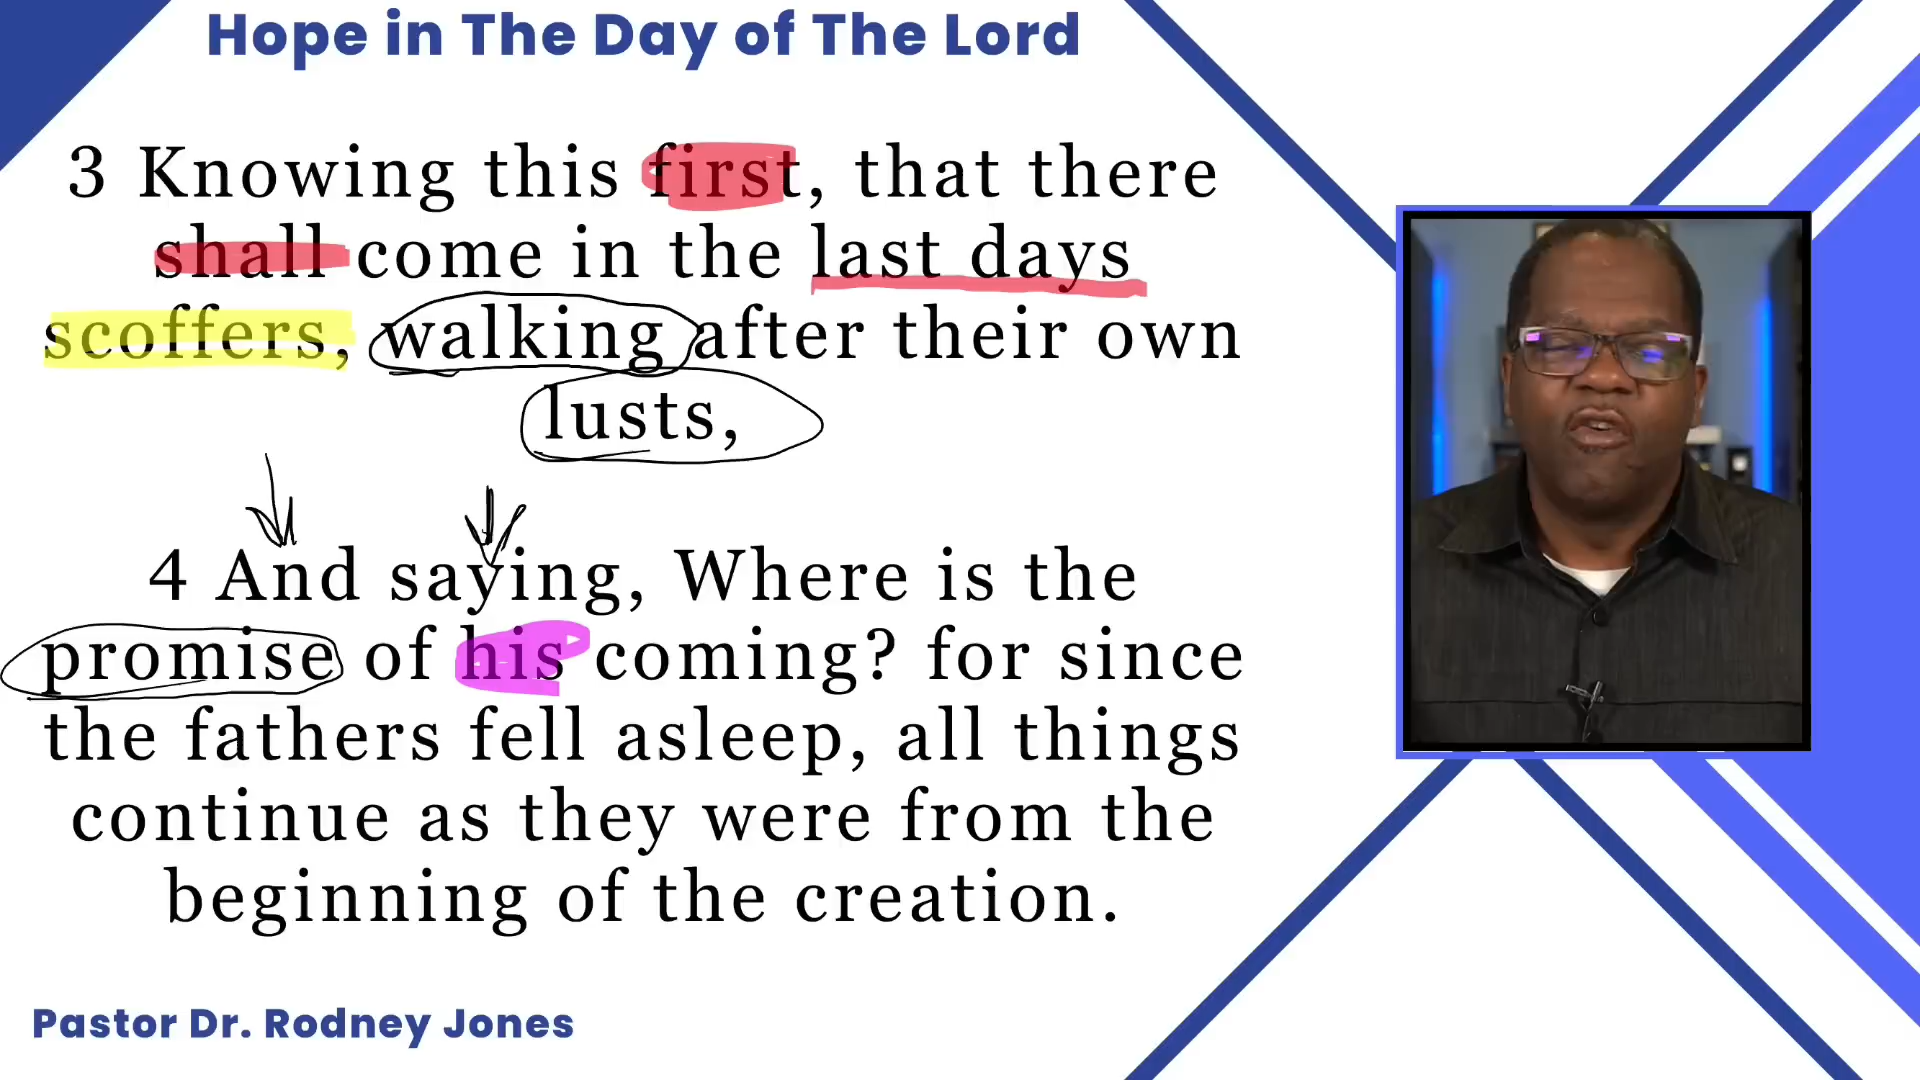 Hope in The Day of The Lord
3 Knowing this first, that there
shall come in the last days
scoffers, walking after their own
lusts,
4 And saying, Where is the
promise of his coming? for since
the fathers fell asleep, all things
continue as they were from the
beginning of the creation.
Pastor Dr. Rodney Jones